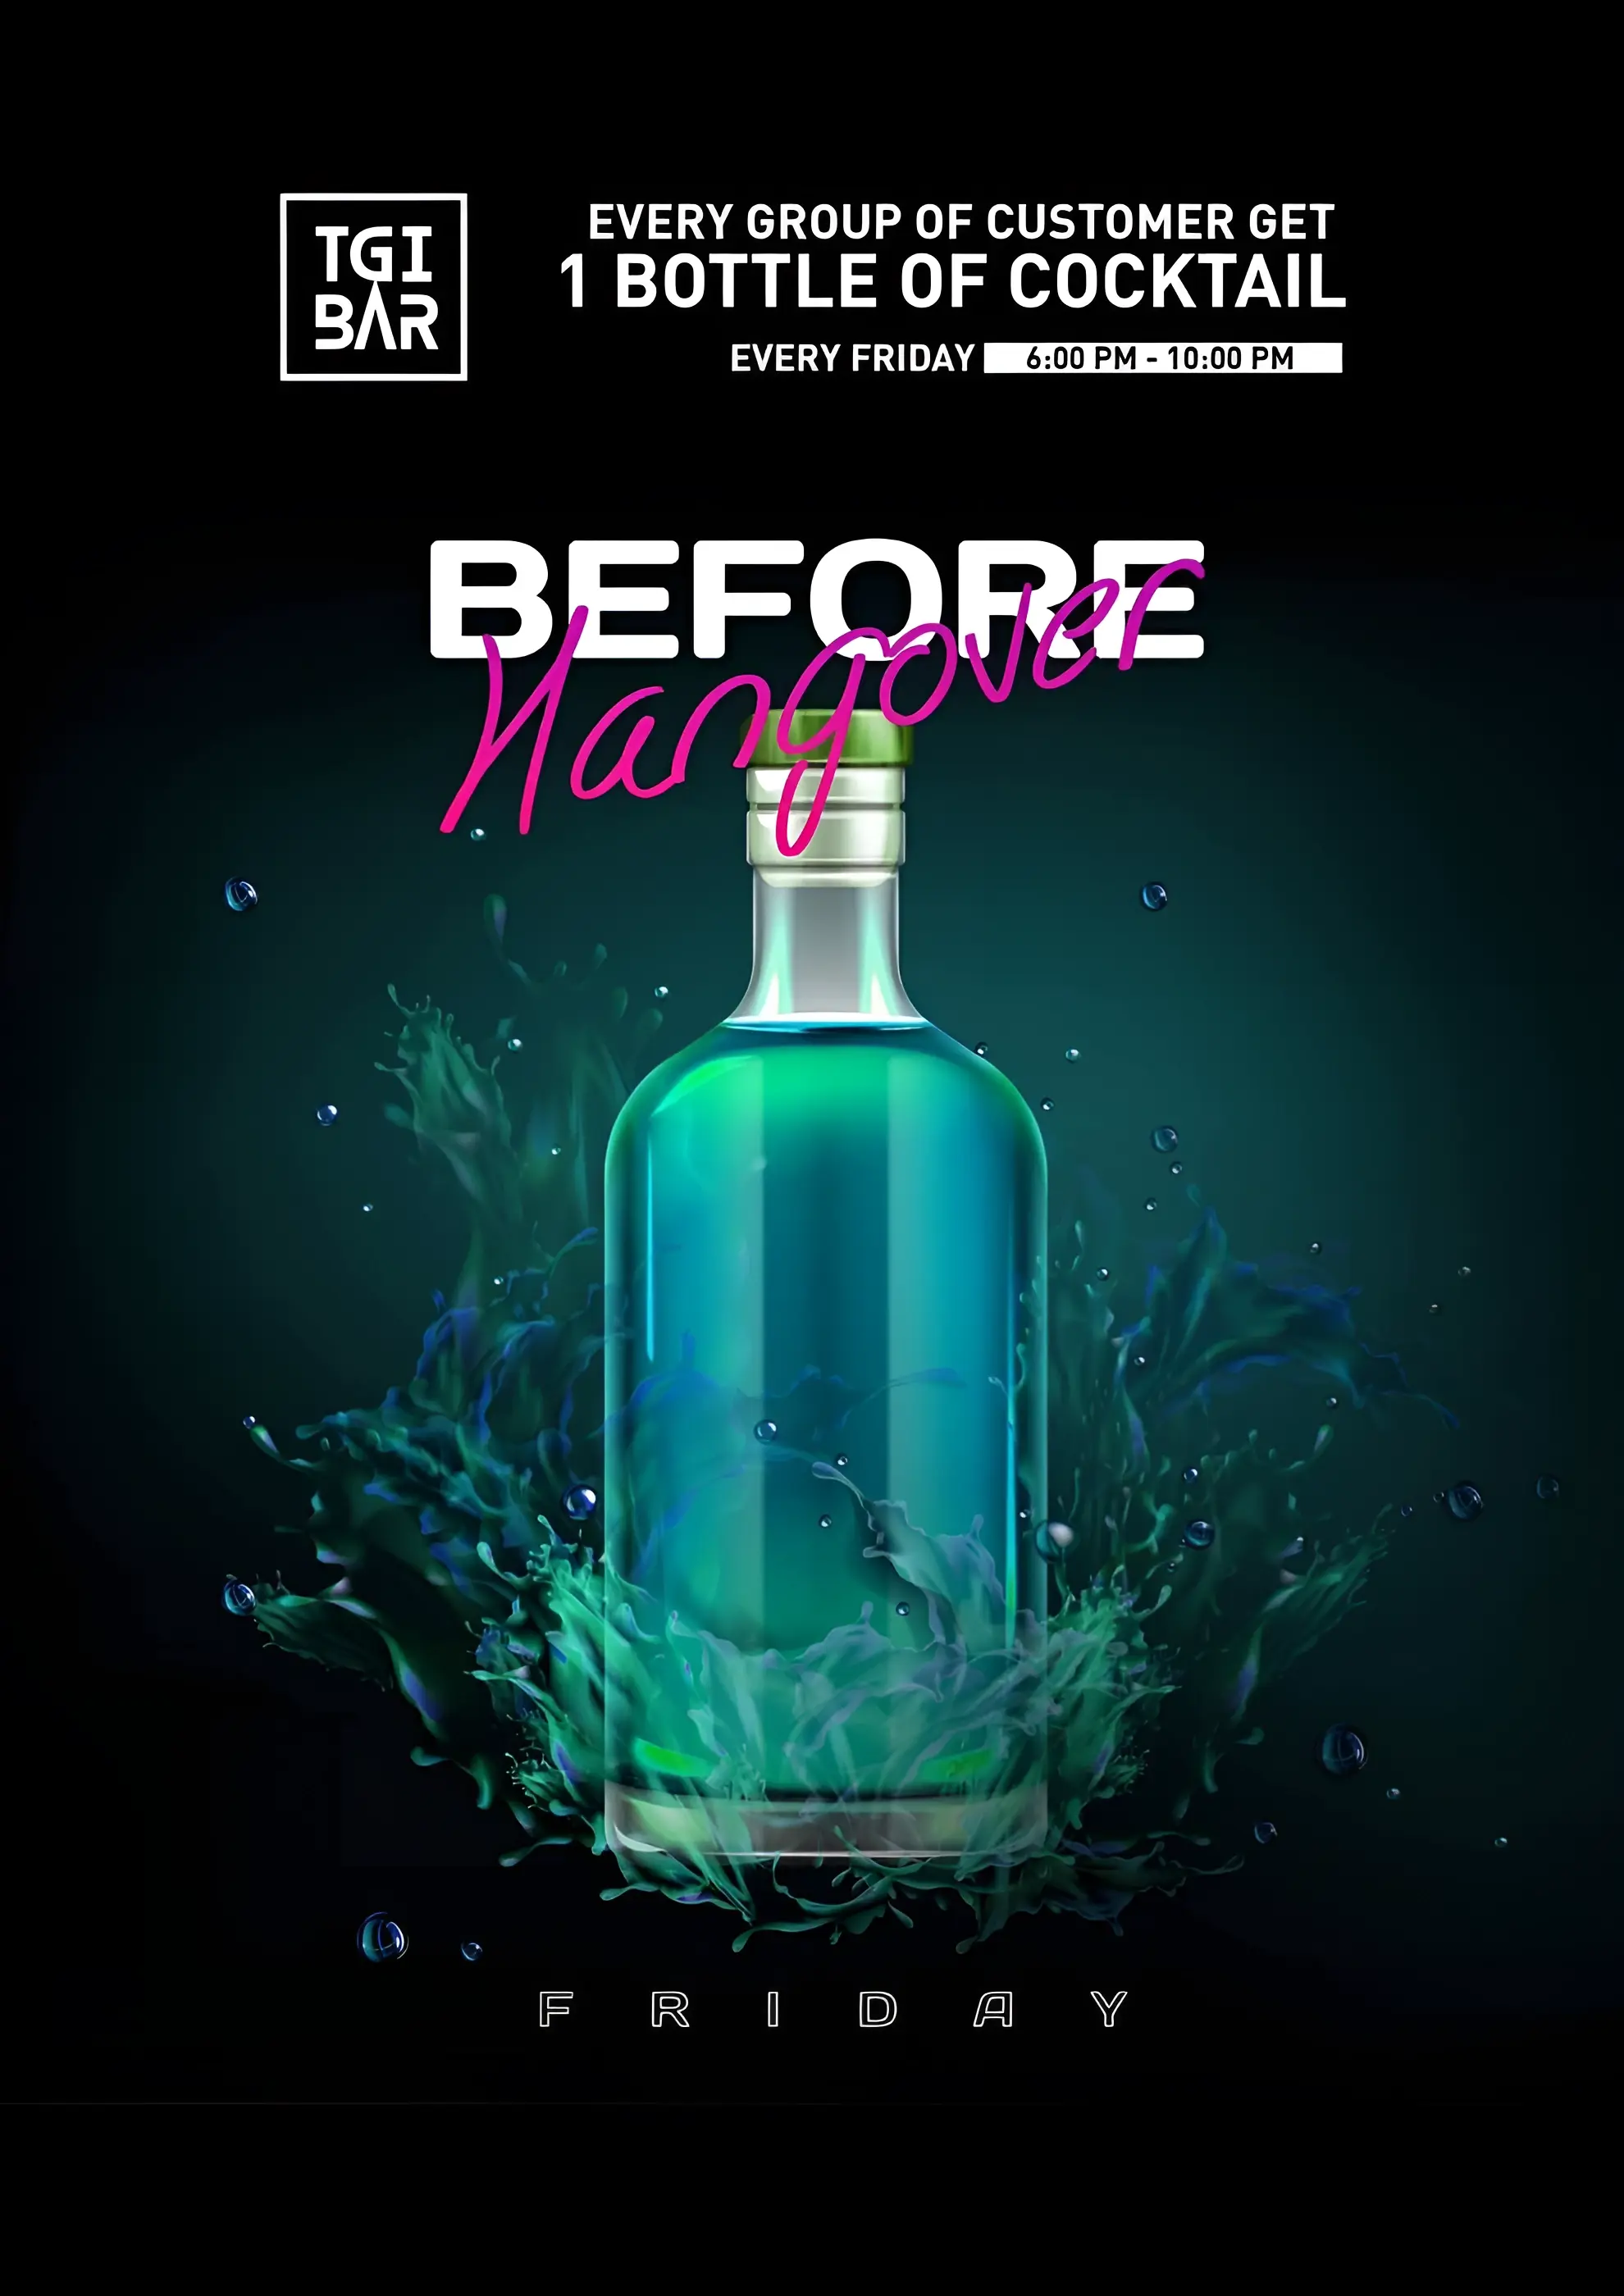 TGI
BAR
EVERY GROUP OF CUSTOMER GET
1 BOTTLE OF COCKTAIL
EVERY FRIDAY 6:00 PM - 10:00 PM
BEFORE
Hangover
FRIDAY